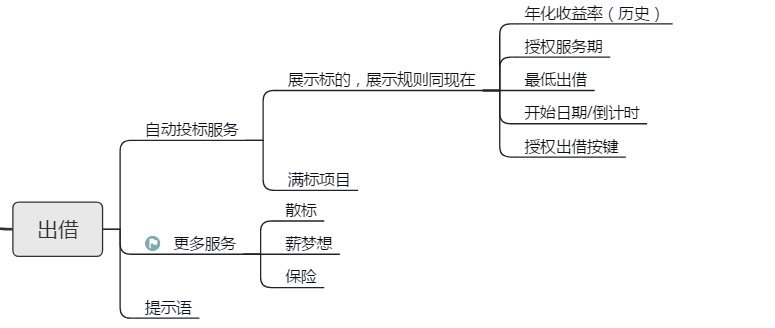 年化收益率（历史）
授权服务期
展示标的，展示规则同现在
最低出借
开始日期/倒计时
自动投标服务
授权出借按键
满标项目
散标
出借
更多服务
薪梦想
保险
提示语